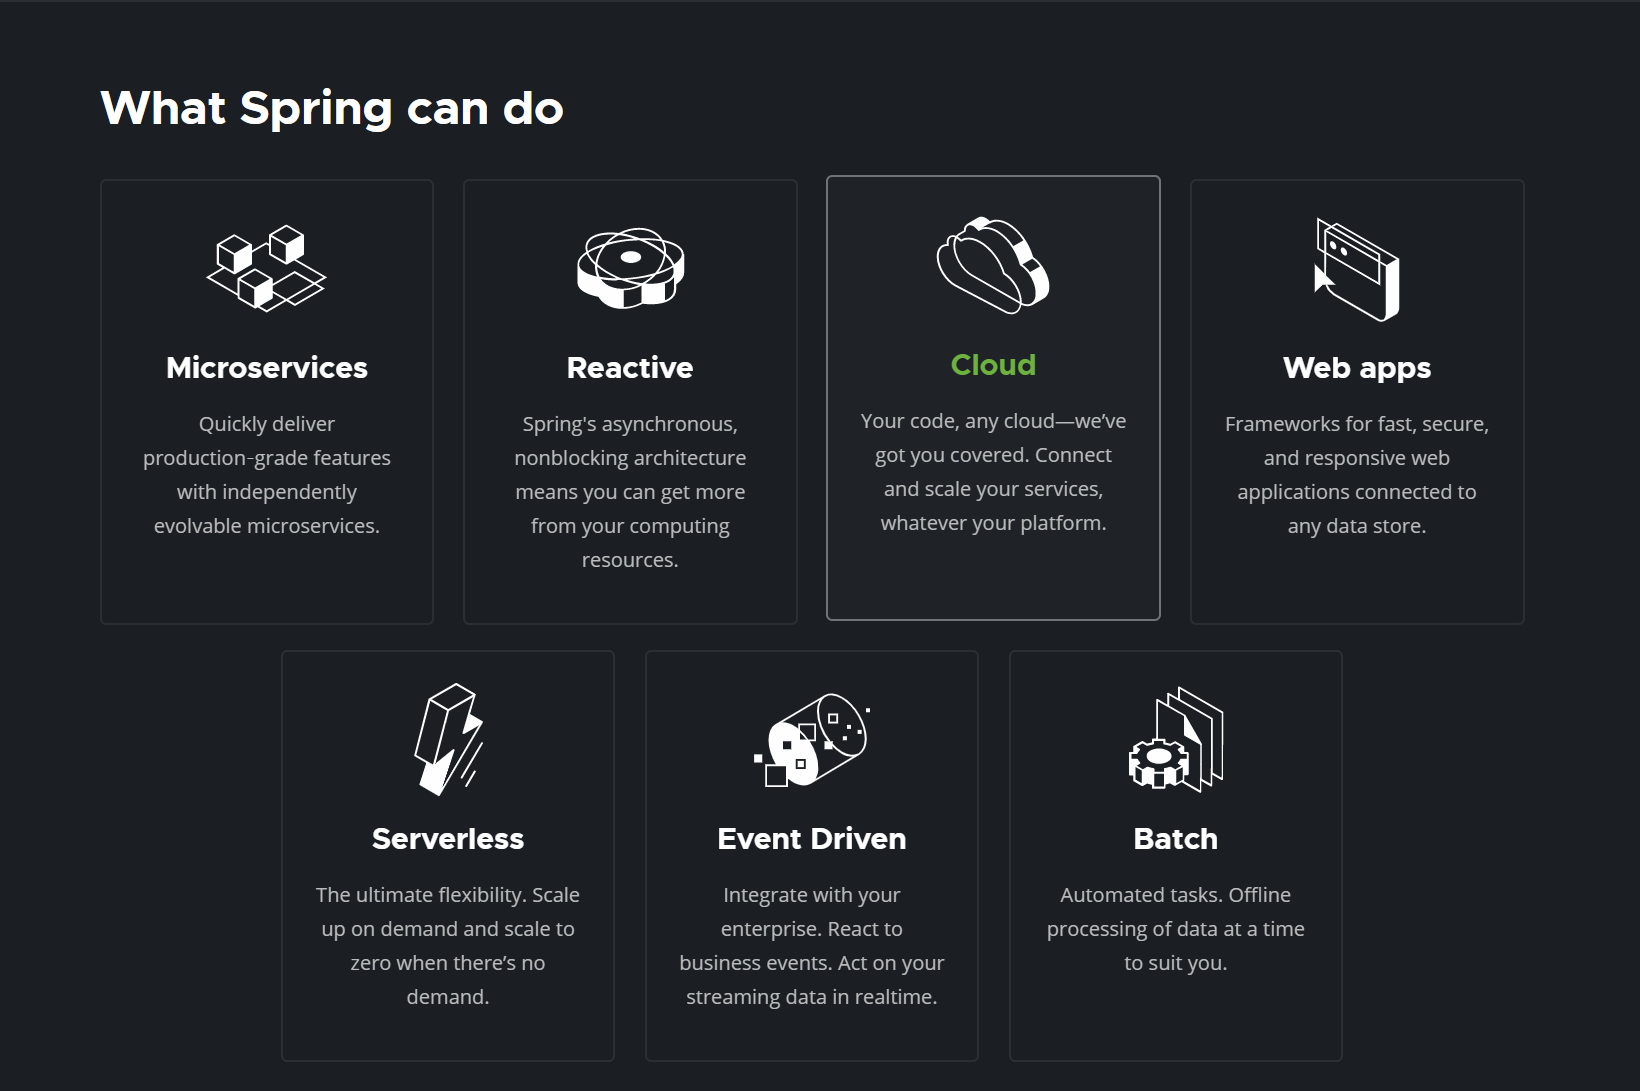 What Spring can do
Microservices
Quickly deliver
production-grade features
with independently
evolvable microservices.
Reactive
Spring's asynchronous,
nonblocking architecture
means you can get more
from your computing
resources.
Cloud
Your code, any cloud—we’ve
got you covered. Connect
and scale your services,
whatever your platform.
Web apps
Frameworks for fast, secure,
and responsive web
applications connected to
any data store.
Serverless
The ultimate flexibility. Scale
up on demand and scale to
zero when there’s no
demand.
Event Driven
Integrate with your
enterprise. React to
business events. Act on your
streaming data in realtime.
Batch
Automated tasks. Offline
processing of data at a time
to suit you.